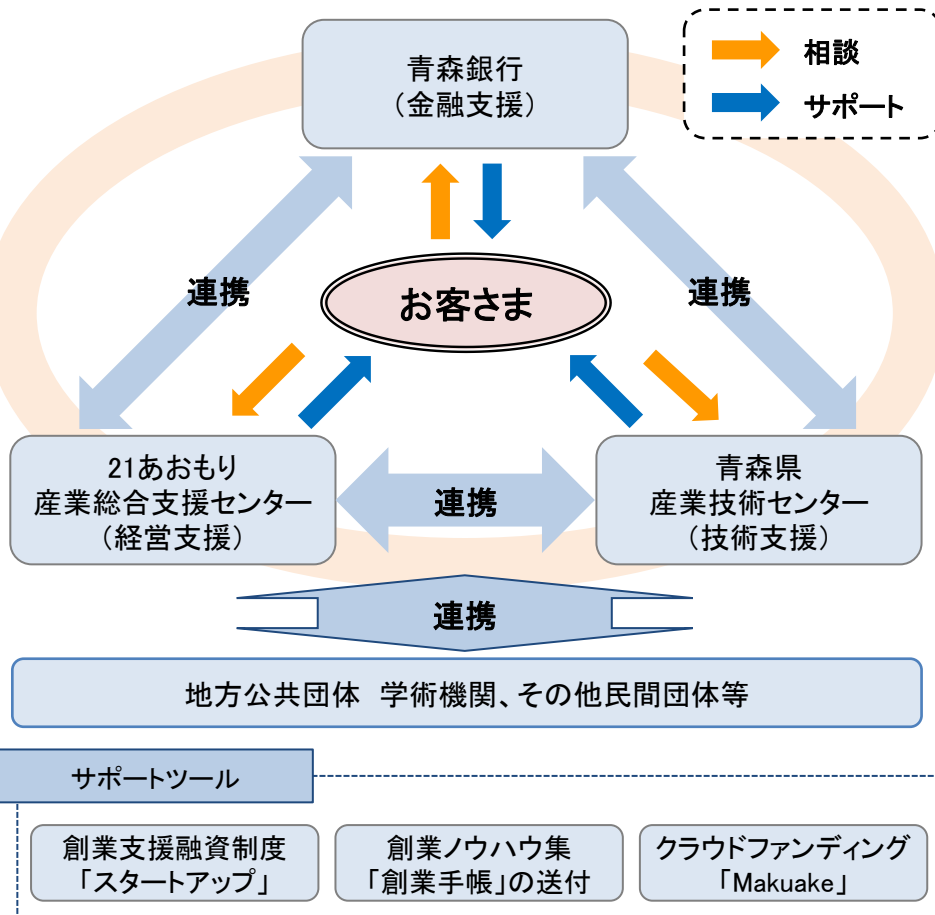 青森銀行
（金融支援）
相談
サポート
連携
連携
お客さま
21あおもり
産業総合支援センター
（経営支援）
連携
青森県
産業技術センター
（技術支援）
連携
地方公共団体　学術機関、その他民間団体等
サポートツール
創業支援融資制度
「スタートアップ」
創業ノウハウ集
「創業手帳」の送付
クラウドファンディング
「Makuake」